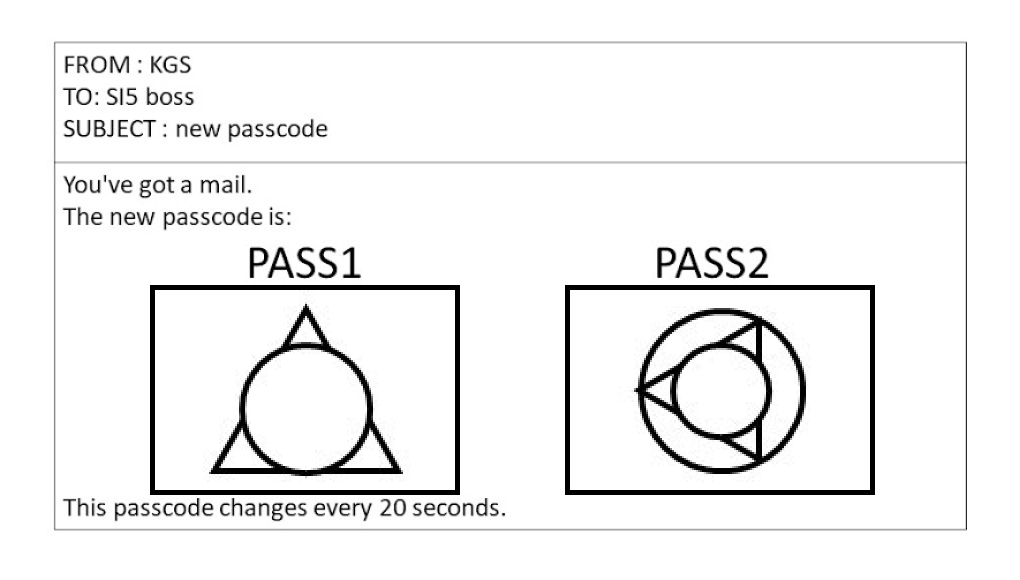 FROM : KGS
TO: SI5 boss
SUBJECT : new passcode
You've got a mail.
The new passcode is:
PASS1
PASS2
This passcode changes every 20 seconds.